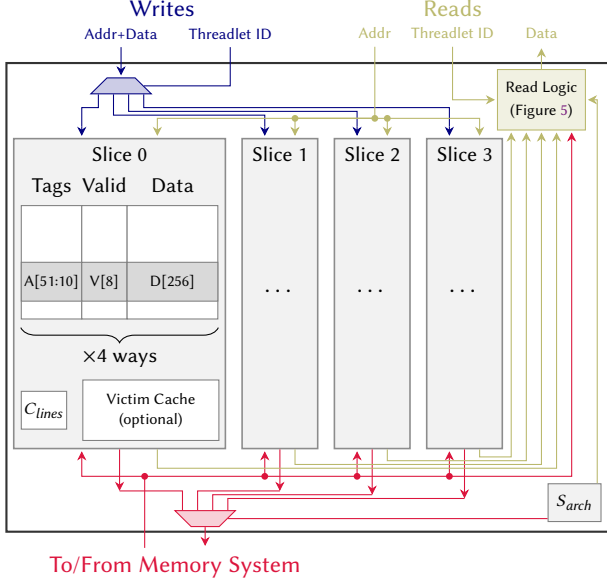 Writes
Reads
Addr+Data
Threadlet ID
Addr
Threadlet ID
Data
Read Logic
(Figure 5)
Slice 0
Slice 1
Slice 2
Slice 3
Tags Valid Data
A[51:10] V[8] D[256]
. . .
. . .
. . .
×4 ways
C_lines
Victim Cache
(optional)
S_arch
To/From Memory System